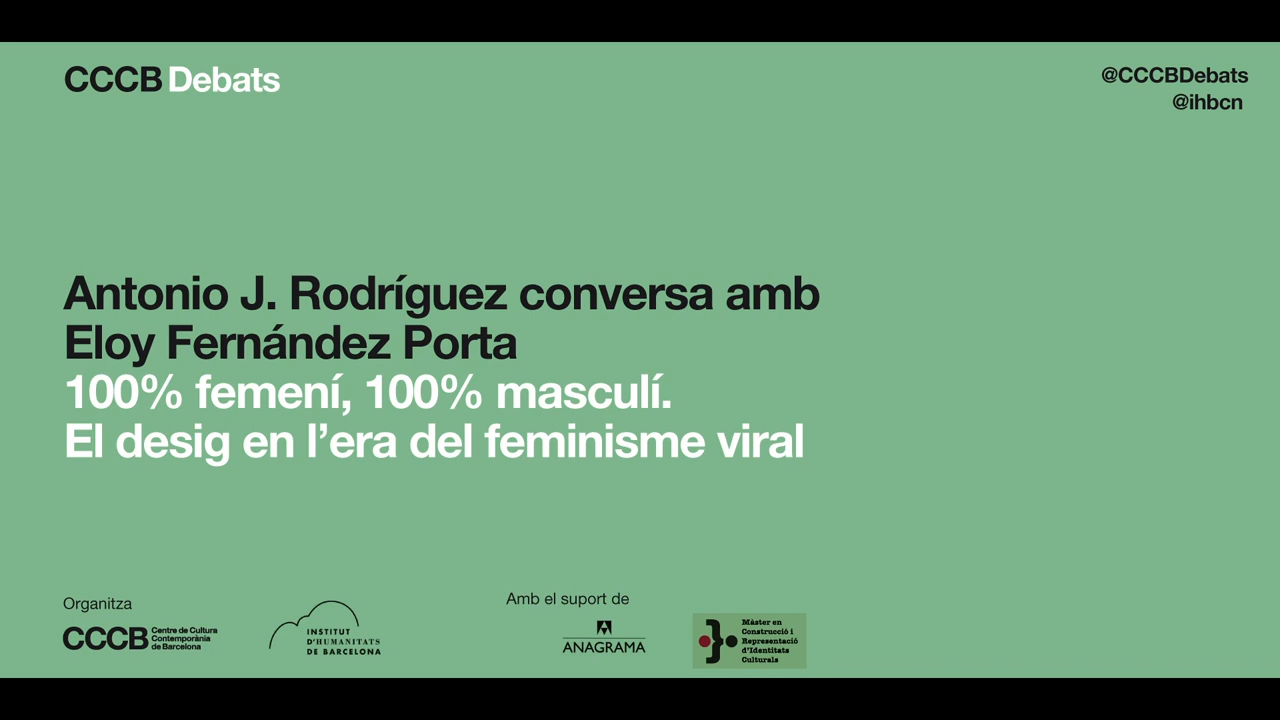 CCCB Debats
@CCCBDebats
@ihbcn
Antonio J. Rodríguez conversa amb
Eloy Fernández Porta
100% femení, 100% masculí.
El desig en l’era del feminisme viral
Organitza
CCCB Centre de Cultura
Contemporània
de Barcelona
INSTITUT
D'HUMANITATS
DE BARCELONA
Amb el suport de
ANAGRAMA
Màster en
Construcció i
Representació
d'Identitats
Culturals